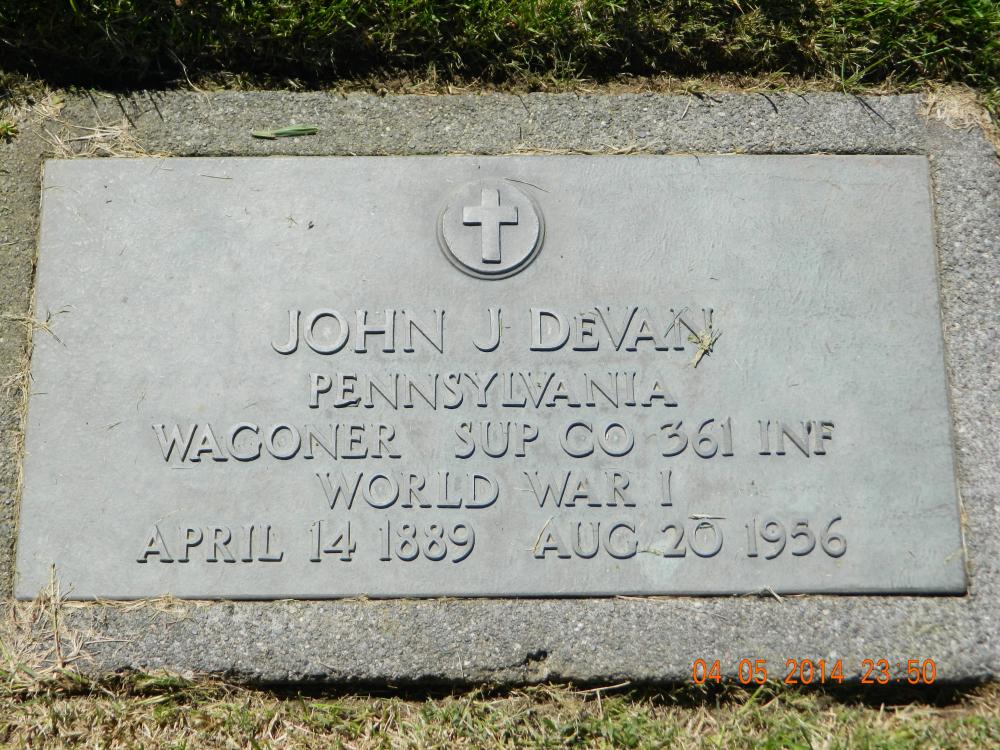 JOHN J DEVAN
PENNSYLVANIA
WAGONER SUP CO 361 INF
WORLD WAR I
APRIL 14 1889 AUG 20 1956
04 05 2014 23 50